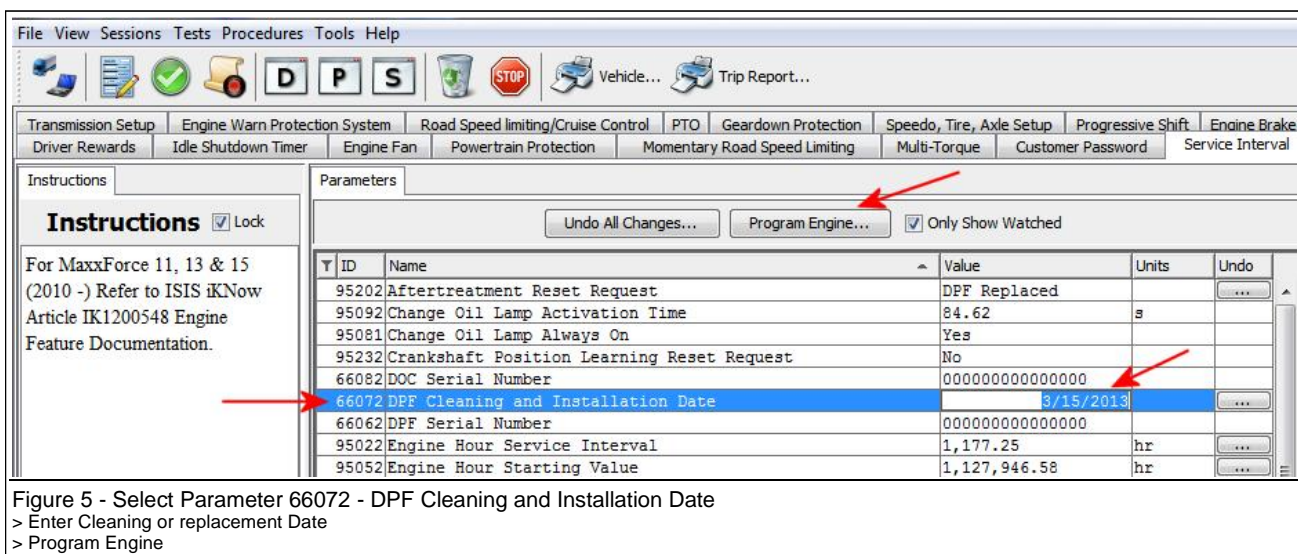 File View Sessions Tests Procedures Tools Help
D P S STOP Vehicle... Trip Report...
Transmission Setup Engine Warn Protection System Road Speed limiting/Cruise Control PTO Geardown Protection Speedo, Tire, Axle Setup Progressive Shift Engine Brake
Driver Rewards Idle Shutdown Timer Engine Fan Powertrain Protection Momentary Road Speed Limiting Multi-Torque Customer Password Service Interval
Instructions
Instructions Lock
For MaxxForce 11, 13 & 15
(2010 -) Refer to ISIS iKNow
Article IK1200548 Engine
Feature Documentation.
Parameters
Undo All Changes... Program Engine... Only Show Watched
ID Name Value Units Undo
95202 Aftertreatment Reset Request DPF Replaced ...
95092 Change Oil Lamp Activation Time 84.62 s
95081 Change Oil Lamp Always On Yes
95232 Crankshaft Position Learning Reset Request No
66082 DOC Serial Number 000000000000000
66072 DPF Cleaning and Installation Date 3/15/2013 ...
66062 DPF Serial Number 000000000000000
95022 Engine Hour Service Interval 1,177.25 hr ...
95052 Engine Hour Starting Value 1,127,946.58 hr ...
Figure 5 - Select Parameter 66072 - DPF Cleaning and Installation Date
> Enter Cleaning or replacement Date
> Program Engine